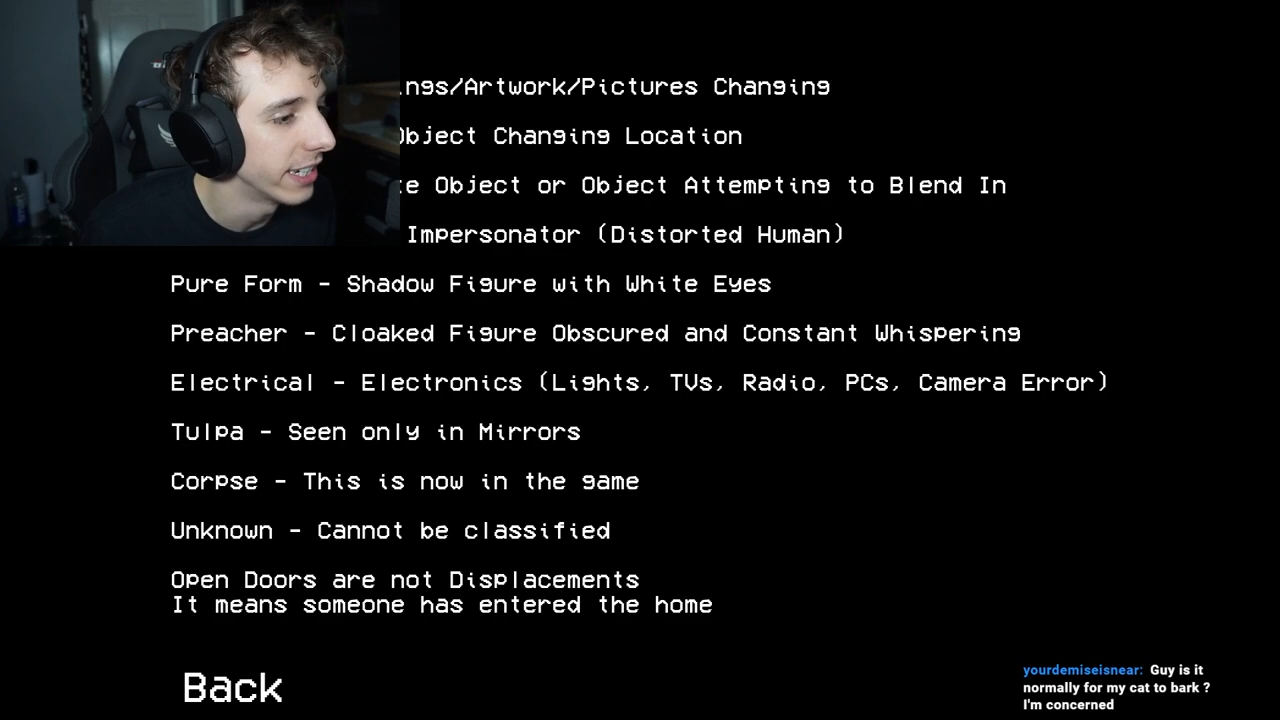 ngs/Artwork/Pictures Changing
Object Changing Location
Object or Object Attempting to Blend In
Impersonator (Distorted Human)
Pure Form - Shadow Figure with White Eyes
Preacher - Cloaked Figure Obscured and Constant Whispering
Electrical - Electronics (Lights, TVs, Radio, PCs, Camera Error)
Tulpa - Seen only in Mirrors
Corpse - This is now in the game
Unknown - Cannot be classified
Open Doors are not Displacements
It means someone has entered the home
Back
yourdemiseisnear: Guy is it
normally for my cat to bark ?
I'm concerned